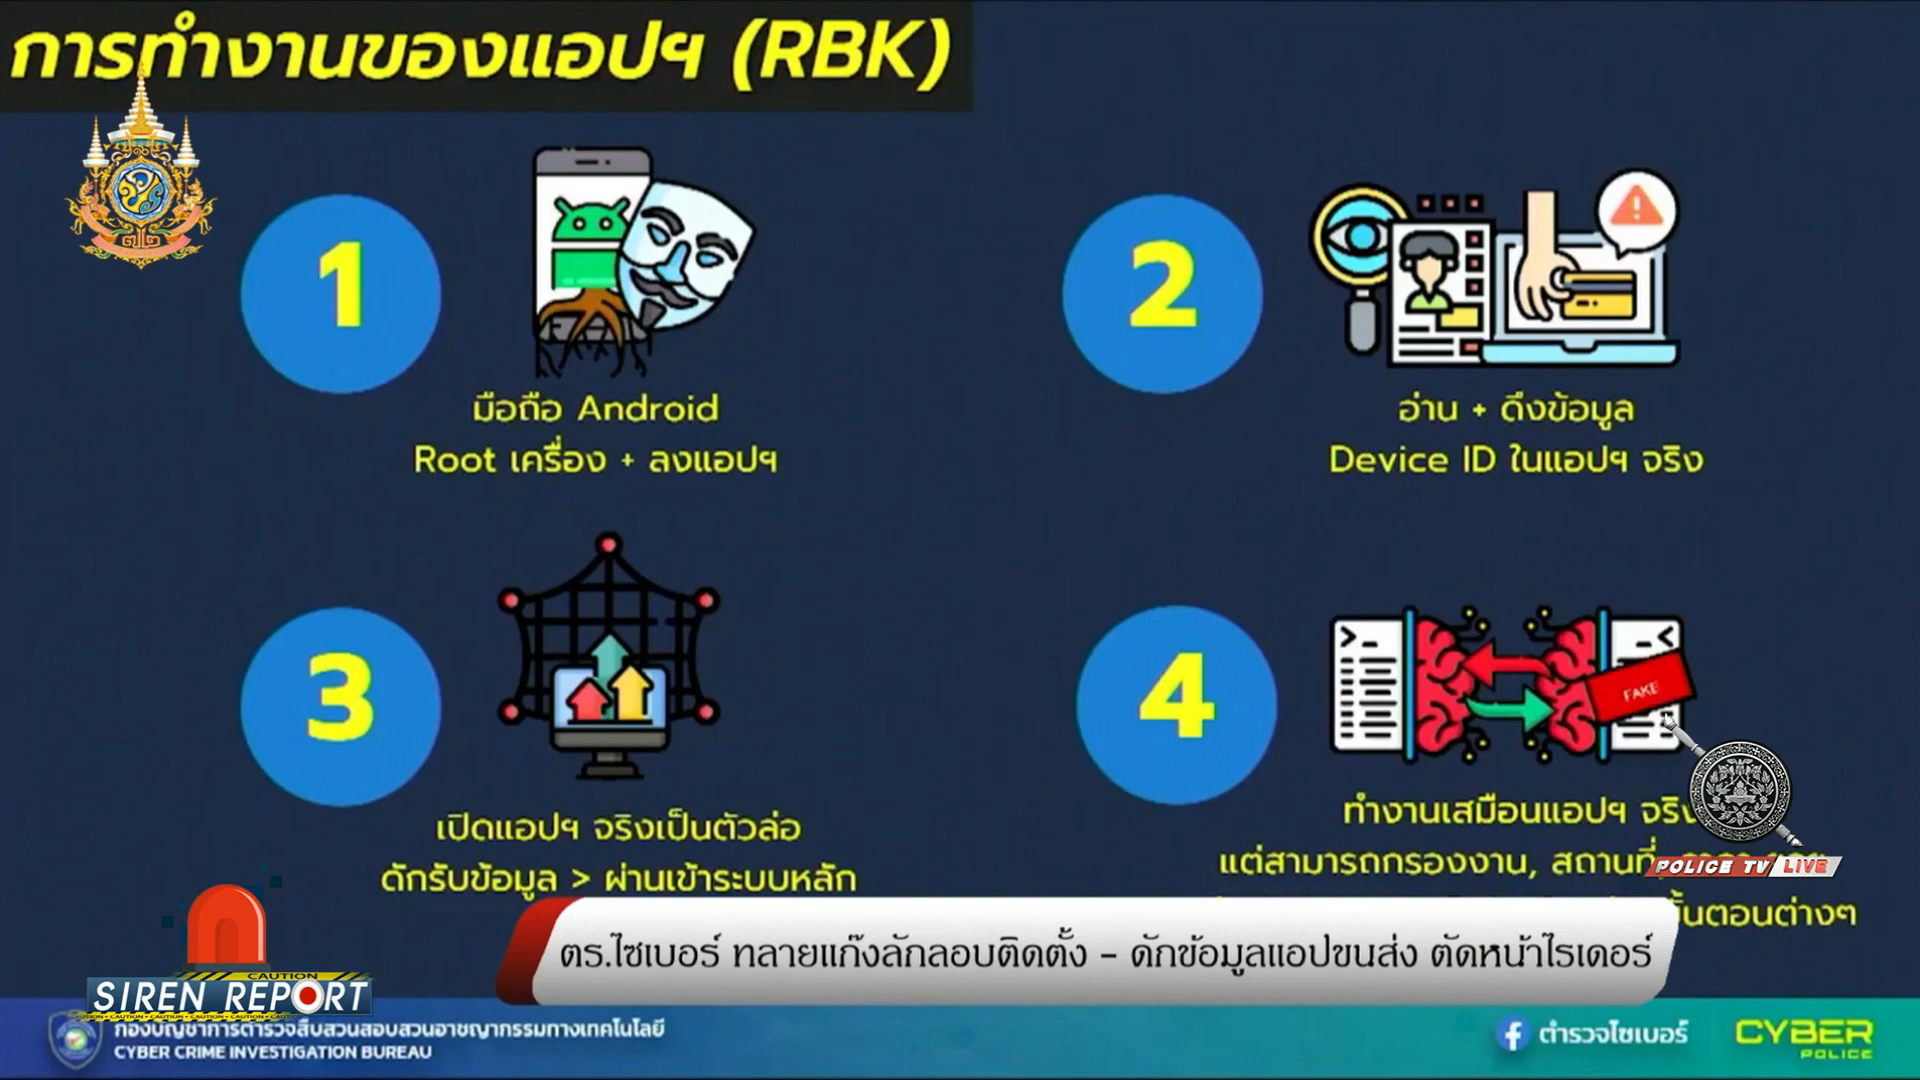 การทำงานของแอปฯ (RBK)
1
มือถือ Android
Root เครื่อง + ลงแอปฯ
2
อ่าน + ดึงข้อมูล
Device ID ในแอปฯ จริง
3
เปิดแอปฯ จริงเป็นตัวล่อ
ดักรับข้อมูล > ผ่านเข้าระบบหลัก
4
FAKE
ทำงานเสมือนแอปฯ จริง
แต่สามารถกรองงาน, สถานที่,
ขั้นตอนต่างๆ
POLICE TV LIVE
ตร.ไซเบอร์ ทลายแก๊งลักลอบติดตั้ง – ดักข้อมูลแอปขนส่ง ตัดหน้าไรเดอร์
CAUTION
SIREN REPORT
กองบัญชาการตำรวจสืบสวนสอบสวนอาชญากรรมทางเทคโนโลยี
CYBER CRIME INVESTIGATION BUREAU
ตำรวจไซเบอร์
CYBER
POLICE